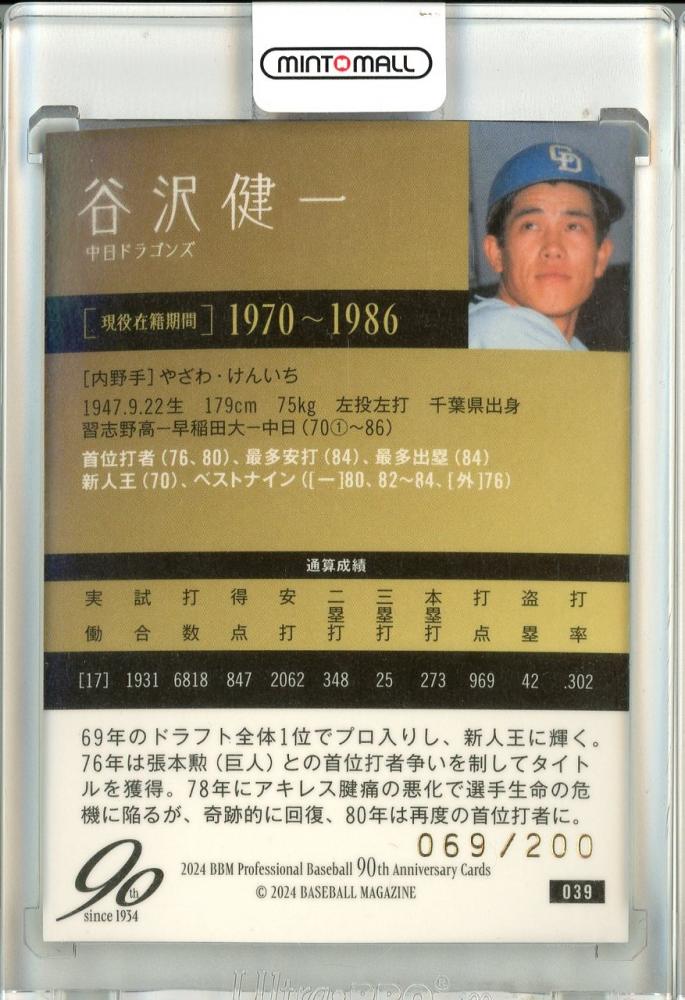 MINTOMALL
谷沢健一
中日ドラゴンズ
CD
[現役在籍期間] 1970～1986
[内野手]やざわ・けんいち
1947.9.22生 179cm 75kg 左投左打 千葉県出身
習志野高ー早稲田大ー中日(70①～86)
首位打者(76、80)、最多安打(84)、最多出塁(84)
新人王(70)、ベストナイン([一]80、82～84、[外]76)
通算成績
実働 試合 打数 得点 安打 二塁打 三塁打 本塁打 打点 盗塁 打率
[17] 1931 6818 847 2062 348 25 273 969 42 .302
69年のドラフト全体1位でプロ入りし、新人王に輝く。
76年は張本勲(巨人)との首位打者争いを制してタイト
ルを獲得。78年にアキレス腱痛の悪化で選手生命の危
機に陥るが、奇跡的に回復、80年は再度の首位打者に。
069/200
90th
since 1934
2024 BBM Professional Baseball 90th Anniversary Cards
© 2024 BASEBALL MAGAZINE
039
UltraPRO®